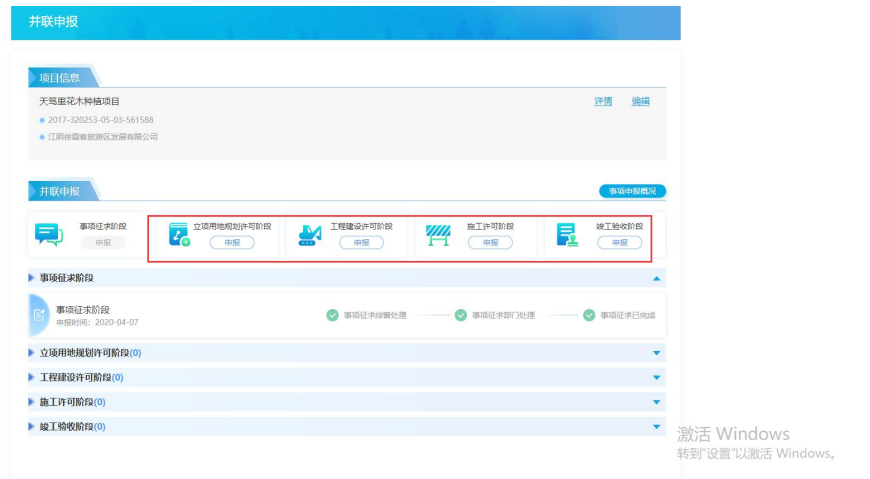 并联申报
项目信息
天笃里花木种植项目
详情 编辑
2017-320253-05-03-561588
江阴徐霞客旅游区发展有限公司
并联申报
事项申报概况
事项征求阶段
申报
立项用地规划许可阶段
申报
工程建设许可阶段
申报
施工许可阶段
申报
竣工验收阶段
申报
事项征求阶段
事项征求阶段
申报时间：2020-04-07
事项征求综窗处理
事项征求部门处理
事项征求已完成
立项用地规划许可阶段(0)
工程建设许可阶段(0)
施工许可阶段(0)
竣工验收阶段(0)
激活 Windows
转到"设置"以激活 Windows。